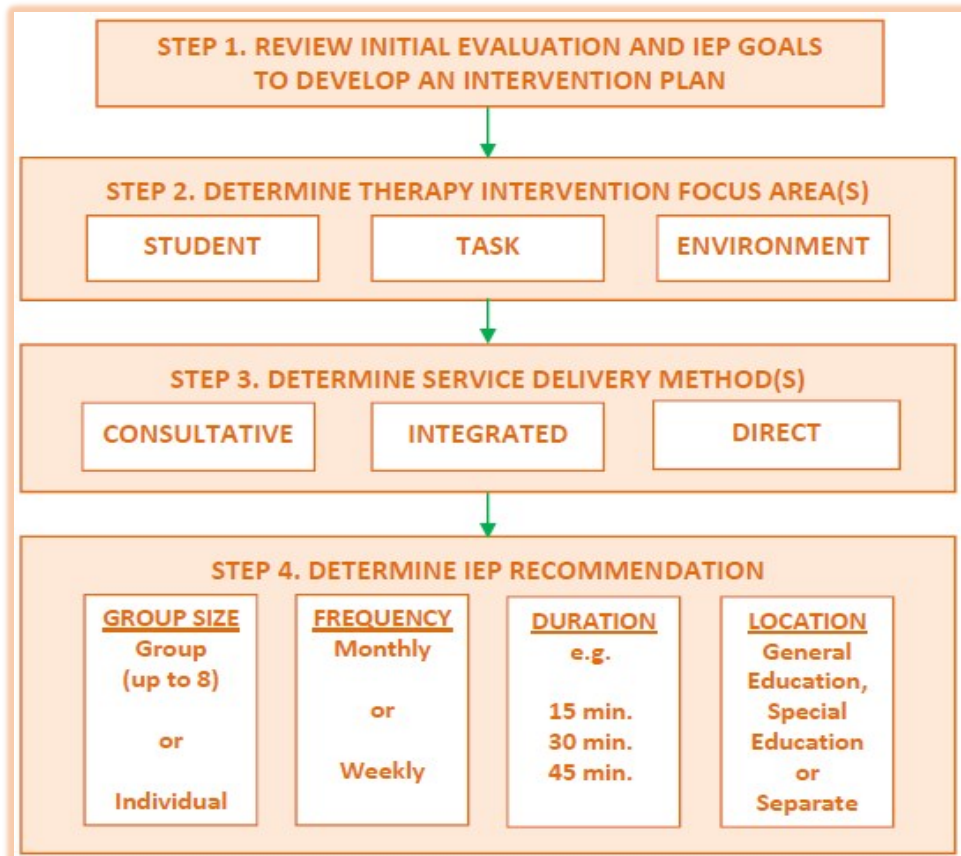 STEP 1. REVIEW INITIAL EVALUATION AND IEP GOALS
TO DEVELOP AN INTERVENTION PLAN
STEP 2. DETERMINE THERAPY INTERVENTION FOCUS AREA(S)
STUDENT
TASK
ENVIRONMENT
STEP 3. DETERMINE SERVICE DELIVERY METHOD(S)
CONSULTATIVE
INTEGRATED
DIRECT
STEP 4. DETERMINE IEP RECOMMENDATION
GROUP SIZE
Group
(up to 8)
or
Individual
FREQUENCY
Monthly
or
Weekly
DURATION
e.g.
15 min.
30 min.
45 min.
LOCATION
General
Education,
Special
Education
or
Separate